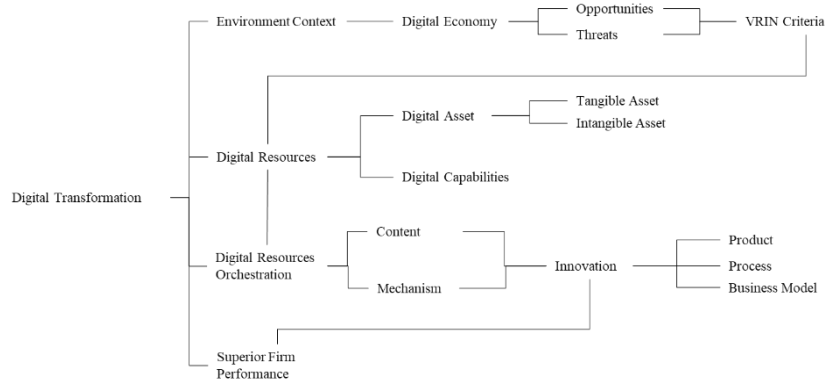 Environment Context
Digital Economy
Opportunities
Threats
VRIN Criteria
Digital Resources
Digital Asset
Tangible Asset
Intangible Asset
Digital Capabilities
Digital Transformation
Digital Resources
Orchestration
Content
Mechanism
Innovation
Product
Process
Business Model
Superior Firm
Performance